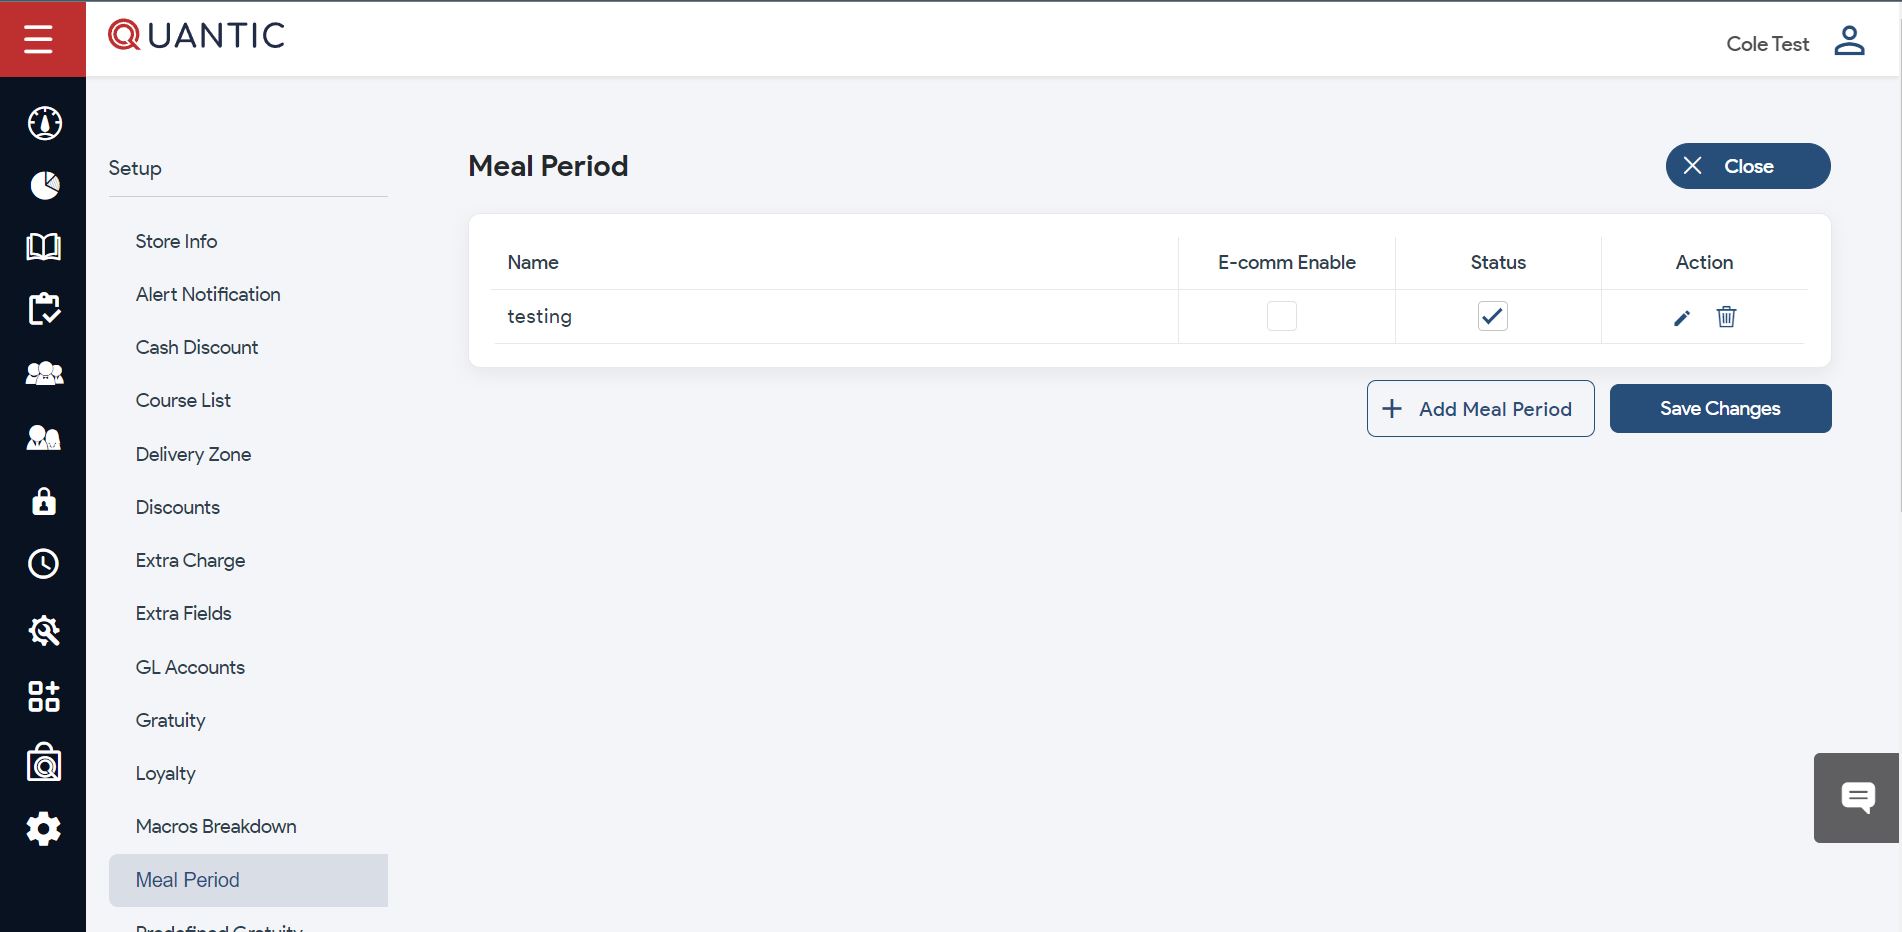 QUANTIC
Cole Test
Setup
Store Info
Alert Notification
Cash Discount
Course List
Delivery Zone
Discounts
Extra Charge
Extra Fields
GL Accounts
Gratuity
Loyalty
Macros Breakdown
Meal Period
Predefined Gratuity
Meal Period
Close
Name E-comm Enable Status Action
testing
Add Meal Period Save Changes